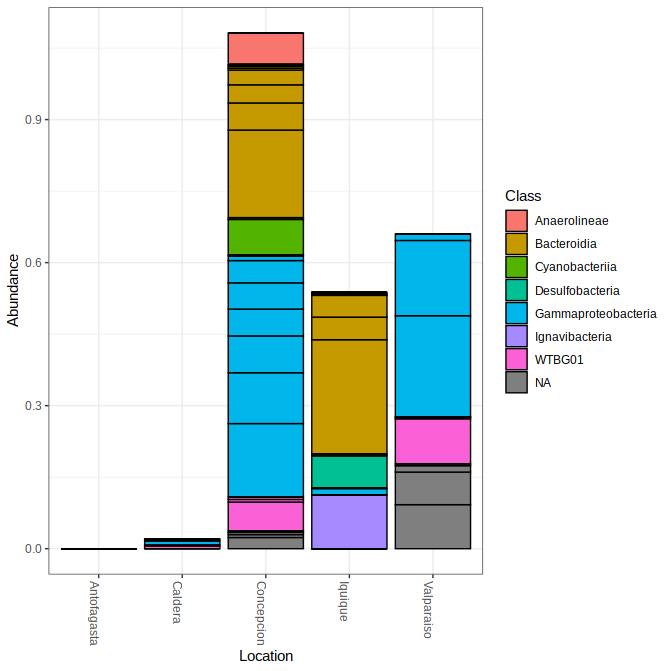 Abundance
0.9
0.6
0.3
0.0
Antofagasta
Caldera
Concepcion
Iquique
Valparaiso
Location
Class
Anaerolineae
Bacteroidia
Cyanobacteriia
Desulfobacteria
Gammaproteobacteria
Ignavibacteria
WTBG01
NA